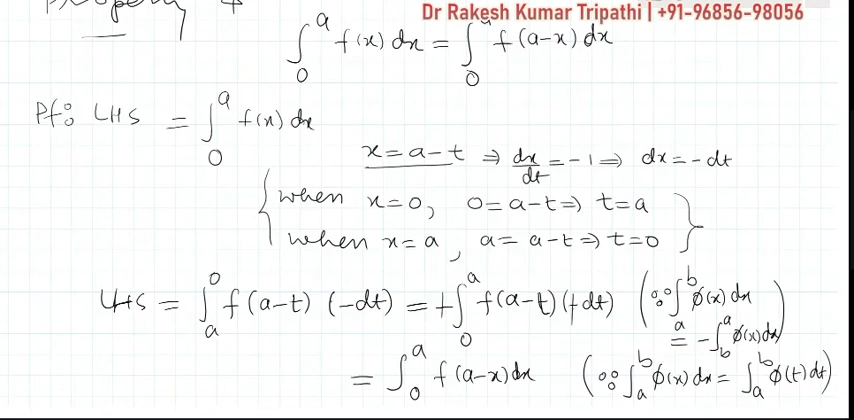 Property 4
Dr Rakesh Kumar Tripathi | +91-96856-98056
∫₀ᵃ f(x) dx = ∫₀ᵃ f(a-x) dx
Pf: LHS = ∫₀ᵃ f(x) dx
x = a-t ⇒ dx/dt = -1 ⇒ dx = -dt
{ when x=0, 0=a-t ⇒ t=a
when x=a, a=a-t ⇒ t=0 }
LHS = ∫ₐ⁰ f(a-t) (-dt) = +∫₀ᵃ f(a-t) (+dt) (∵ ∫ₐᵇ φ(x) dx
= -∫_bᵃ φ(x) dx)
= ∫₀ᵃ f(a-x) dx (∵ ∫ₐᵇ φ(x) dx = ∫ₐᵇ φ(t) dt)